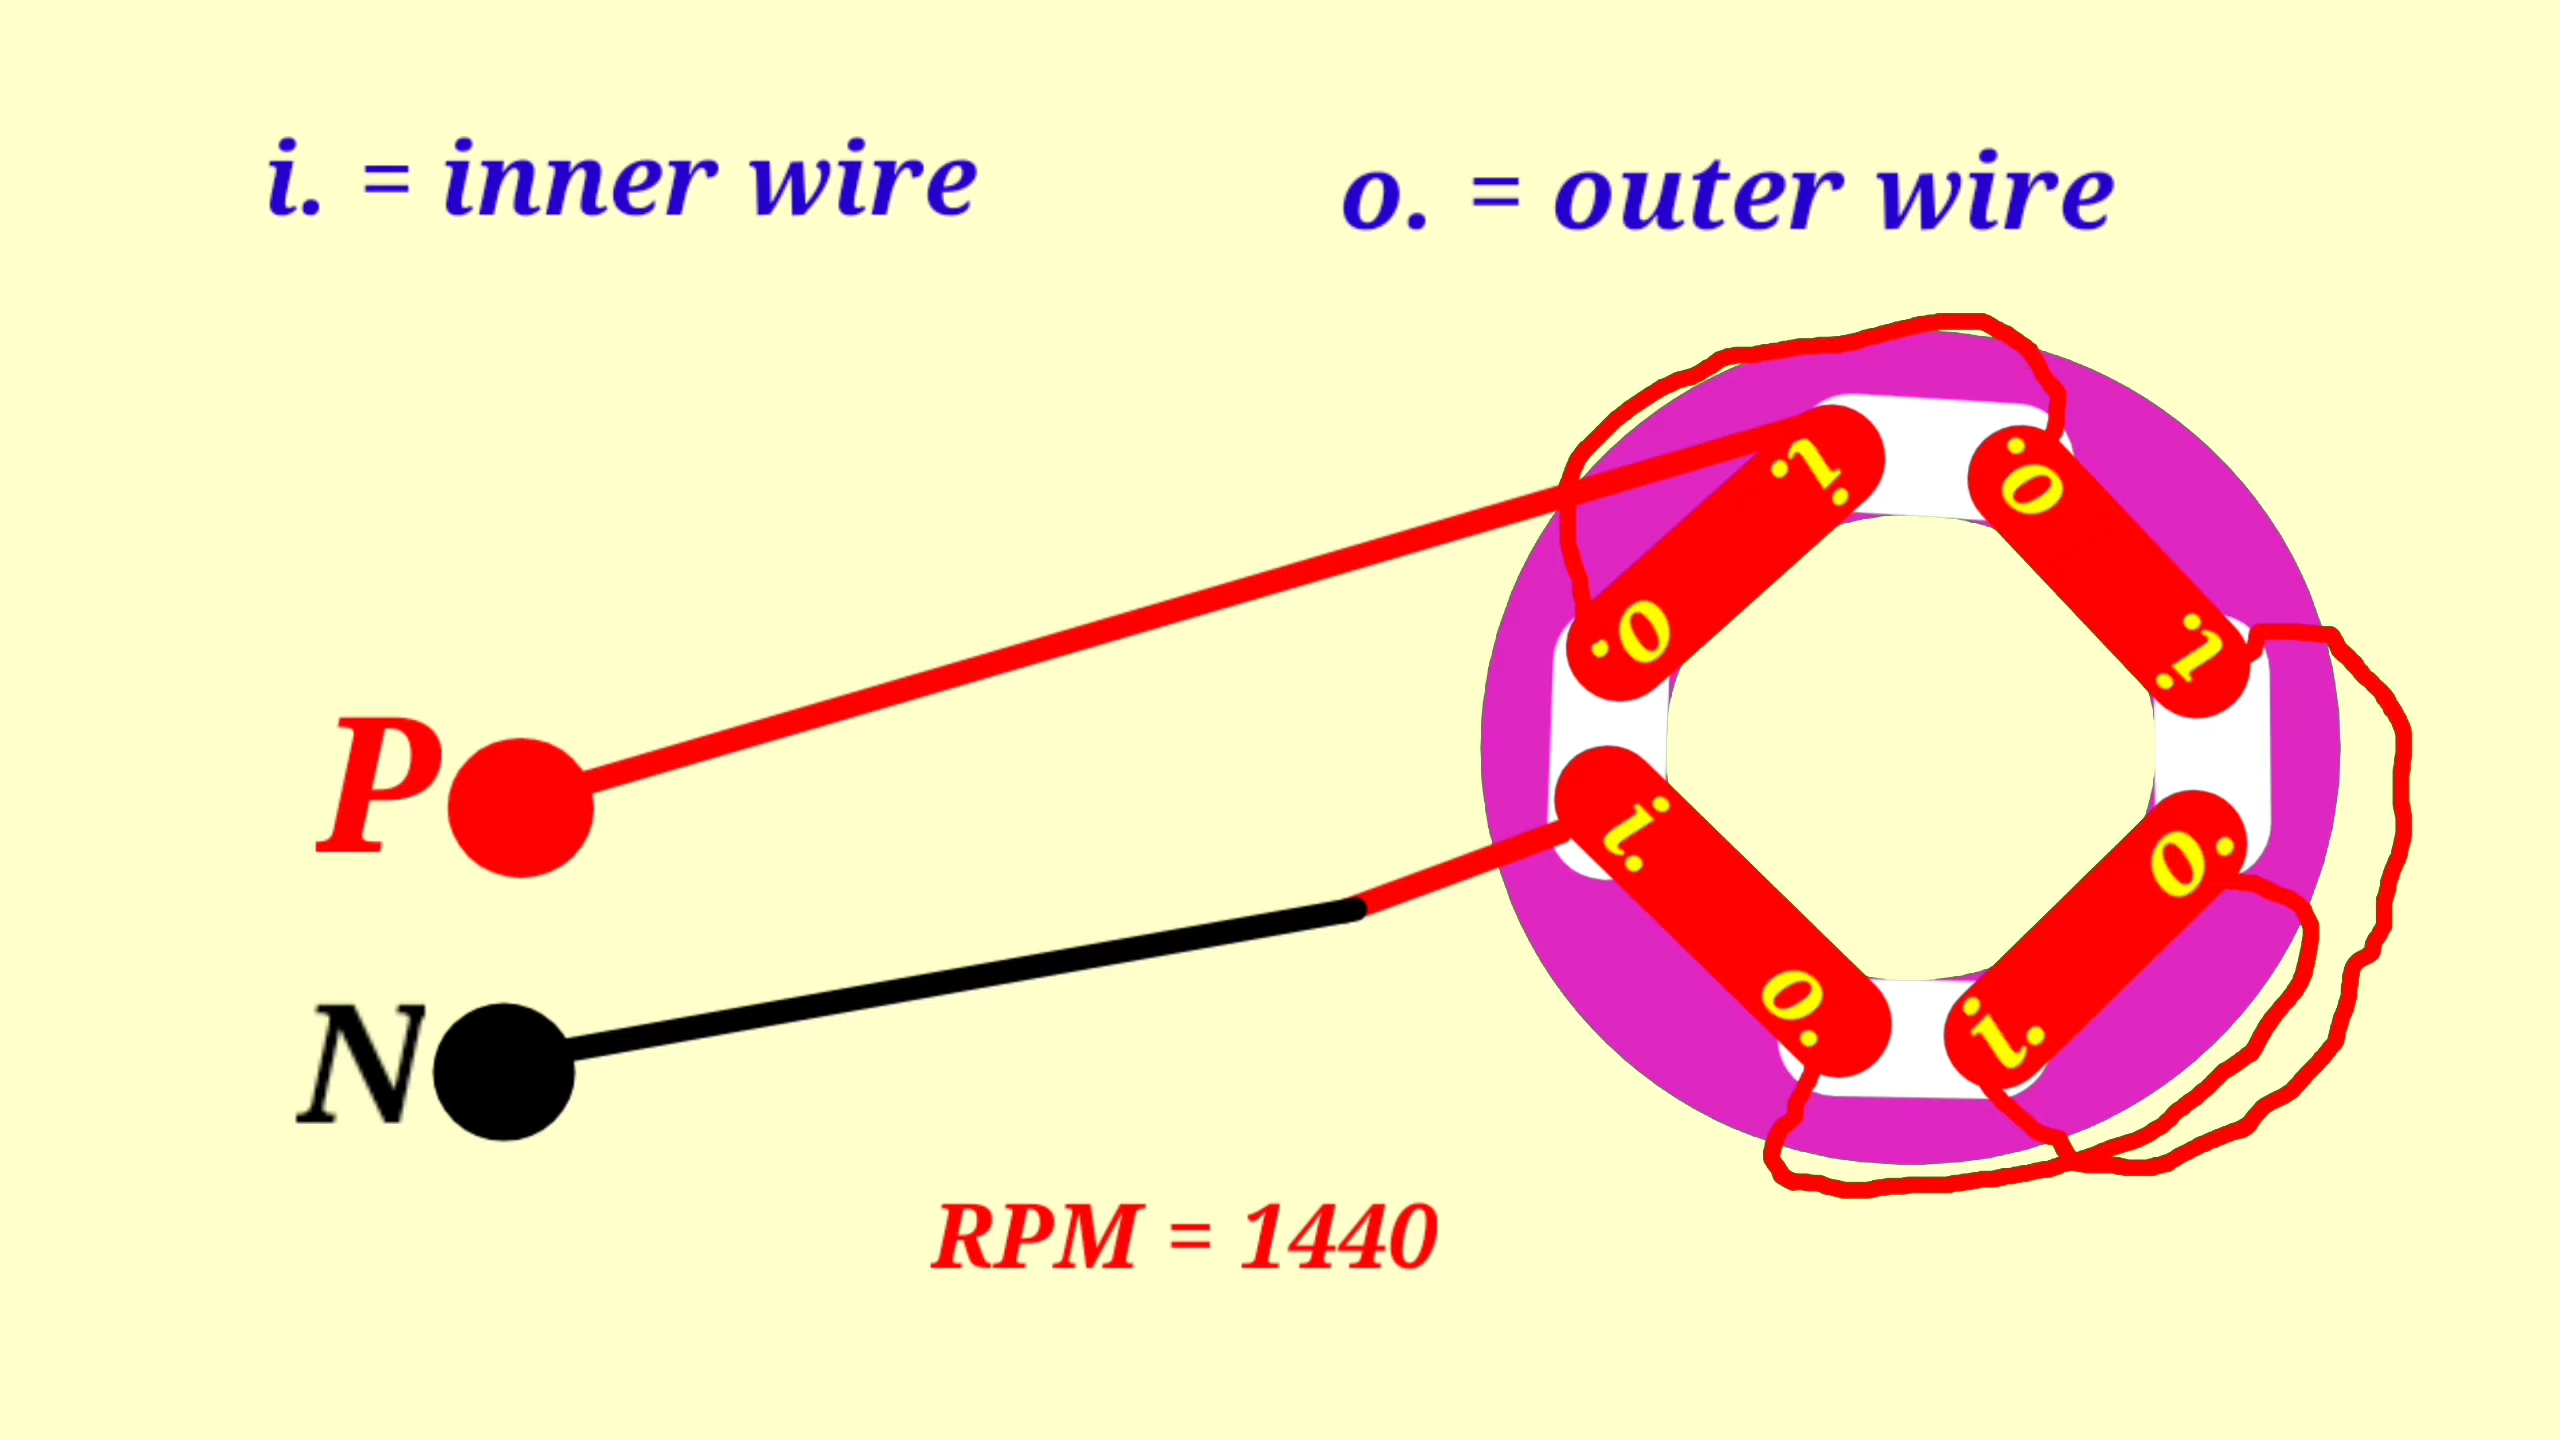 i. = inner wire
o. = outer wire
i.
o.
o.
i.
P
i.
o.
o.
i.
N
RPM = 1440